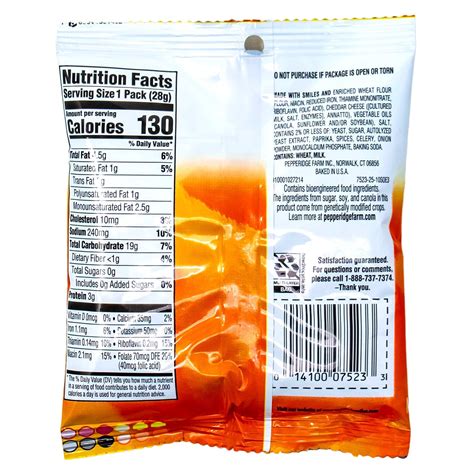 DO NOT PURCHASE IF PACKAGE IS OPEN OR TORN
Nutrition Facts
Serving Size 1 Pack (28g)
Amount per serving
Calories 130
% Daily Value*
Total Fat 4.5g 6%
Saturated Fat 1g 5%
Trans Fat
Polyunsaturated Fat 1g
Monounsaturated Fat 2.5g
Cholesterol 10mg 3%
Sodium 240mg 10%
Total Carbohydrate 19g 7%
Dietary Fiber <1g 4%
Total Sugars 0g
Includes 0g Added Sugars 0%
Protein 3g
Vitamin D 0mcg 0% • Calcium 35mg 2%
Iron 1.1mg 6% • Potassium 50mg 0%
Thiamin 0.14mg 10% • Riboflavin 0.2mg 15%
Niacin 2.1mg 15% • Folate 70mcg DFE 20%
(40mcg folic acid)
* The % Daily Value (DV) tells you how much a nutrient
in a serving of food contributes to a daily diet. 2,000
calories a day is used for general nutrition advice.
MADE WITH SMILES AND ENRICHED WHEAT FLOUR
FLOUR, NIACIN, REDUCED IRON, THIAMINE MONONITRATE,
RIBOFLAVIN, FOLIC ACID), CHEDDAR CHEESE (CULTURED
MILK, SALT, ENZYMES), ANNATTO), VEGETABLE OILS
CANOLA, SUNFLOWER AND/OR SOYBEAN), SALT,
CONTAINS 2% OR LESS OF: YEAST, SUGAR, AUTOLYZED
YEAST EXTRACT, PAPRIKA, SPICES, CELERY, ONION
POWDER, MONOCALCIUM PHOSPHATE, BAKING SODA.
CONTAINS: WHEAT, MILK.
PEPPERIDGE FARM INC., NORWALK, CT 06856
BAKED IN U.S.A.
Contains bioengineered food ingredients.
The ingredients from sugar, soy, and canola in this
product come from genetically modified crops.
Learn more at pepperidgefarm.com
Satisfaction guaranteed.
For questions or comments,
please call 1-888-737-7374.
–Thank you.
0 14100 07523 3